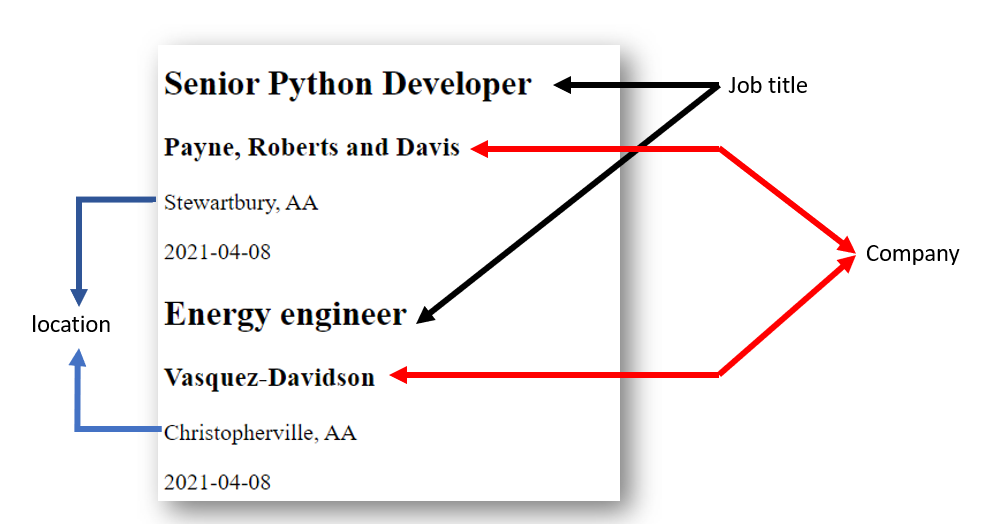 Senior Python Developer
Job title
Payne, Roberts and Davis
Stewartbury, AA
2021-04-08
Company
Energy engineer
location
Vasquez-Davidson
Christopherville, AA
2021-04-08